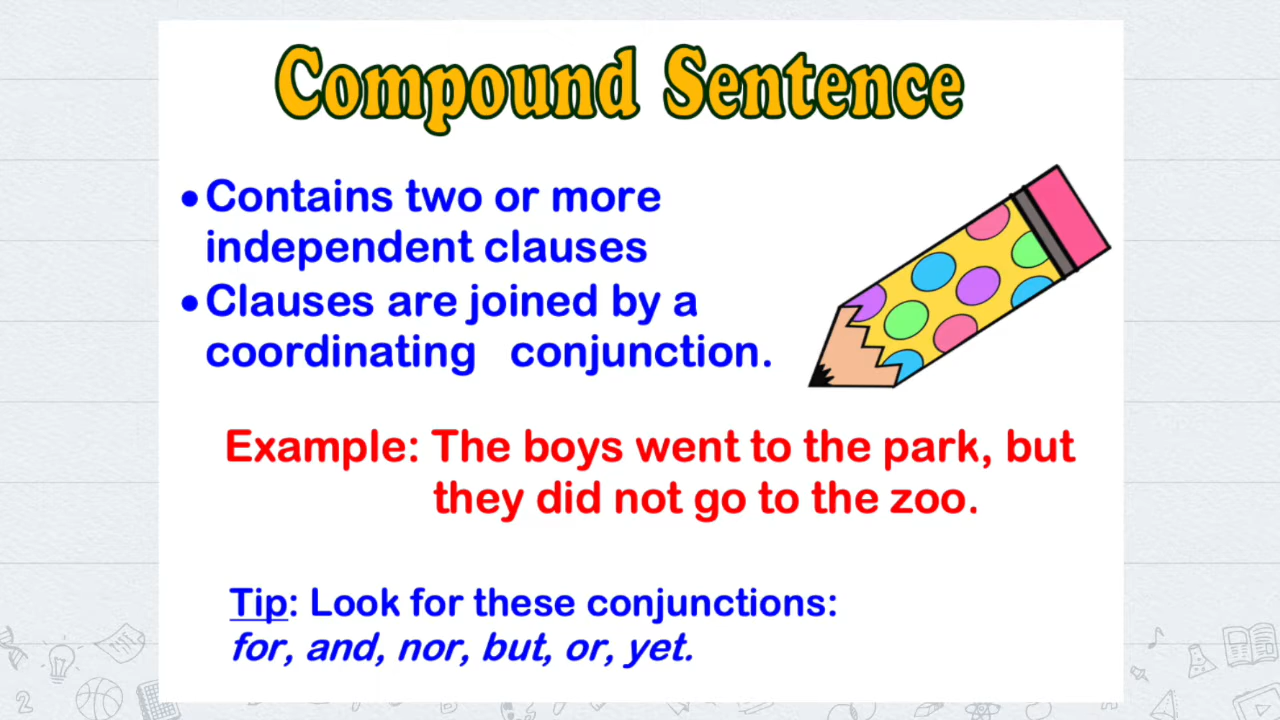 Compound Sentence
•Contains two or more
independent clauses
•Clauses are joined by a
coordinating conjunction.
Example: The boys went to the park, but
they did not go to the zoo.
Tip: Look for these conjunctions:
for, and, nor, but, or, yet.
2